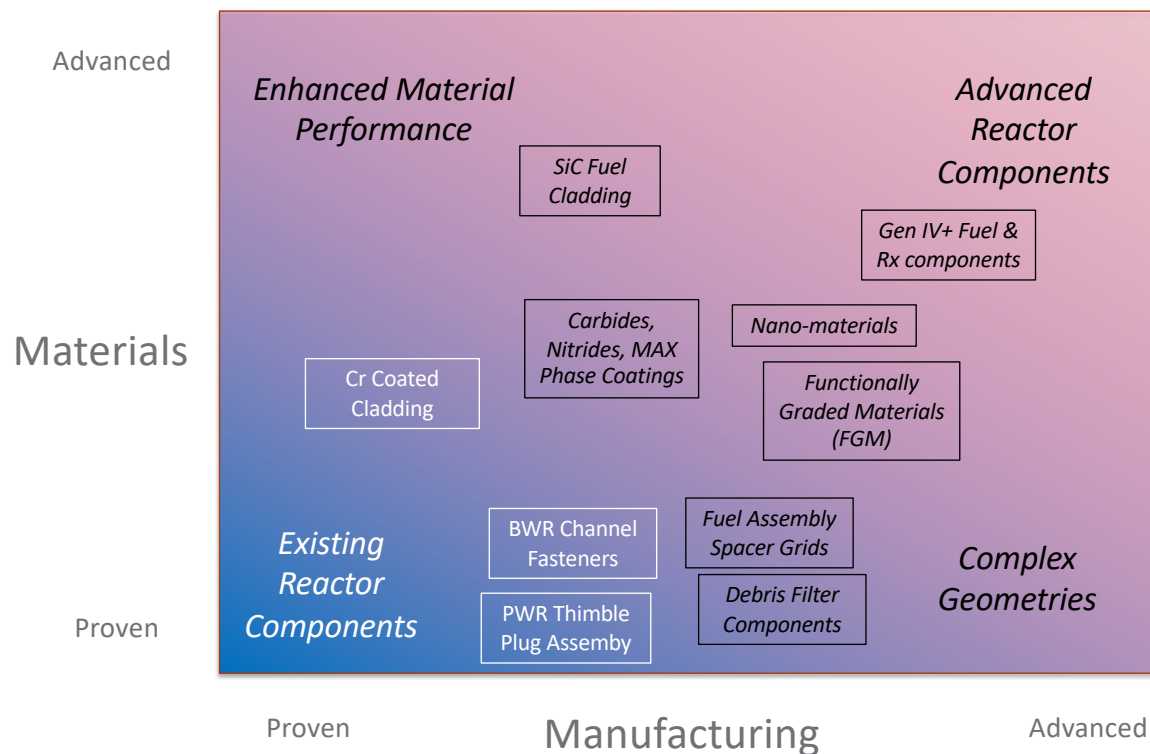 Advanced
Enhanced Material
Performance
Advanced
Reactor
Components
SiC Fuel
Cladding
Gen IV+ Fuel &
Rx components
Materials
Carbides,
Nitrides, MAX
Phase Coatings
Nano-materials
Cr Coated
Cladding
Functionally
Graded Materials
(FGM)
Existing
Reactor
Components
BWR Channel
Fasteners
Fuel Assembly
Spacer Grids
Complex
Geometries
Proven
PWR Thimble
Plug Assemby
Debris Filter
Components
Proven
Manufacturing
Advanced